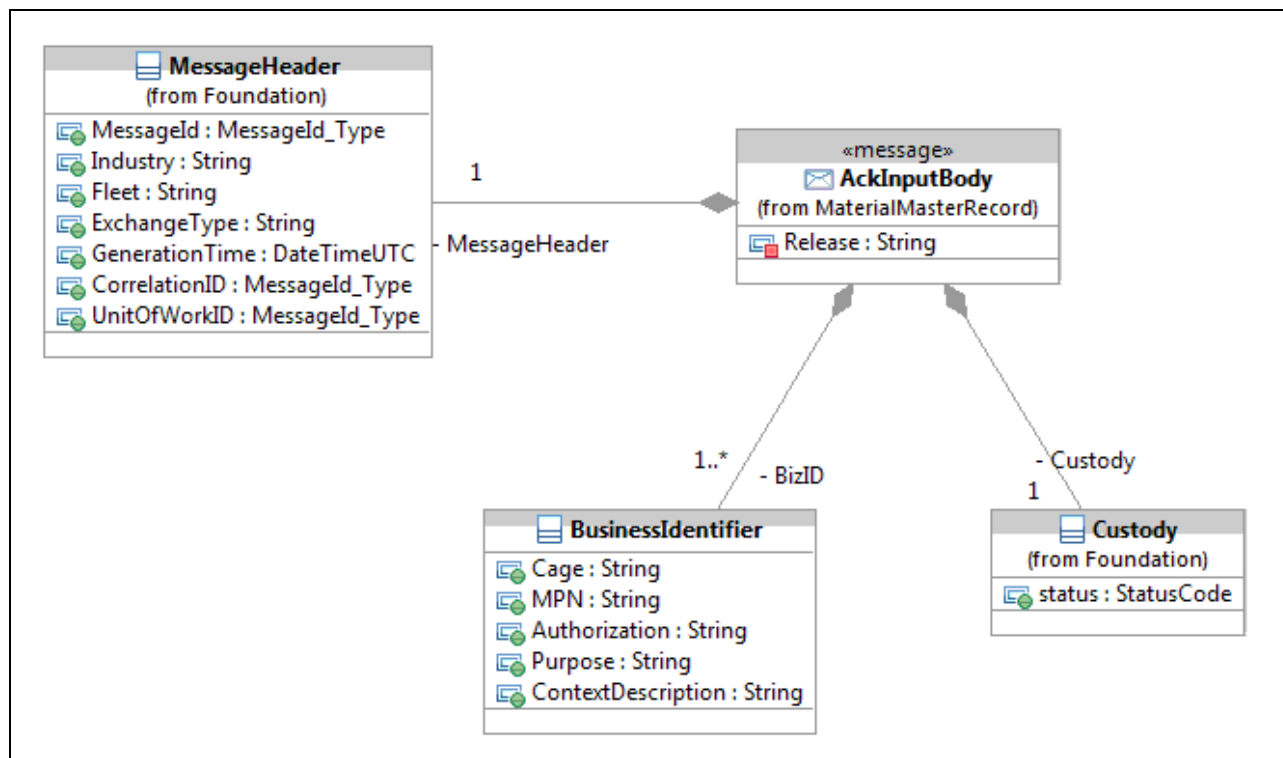 MessageHeader
(from Foundation)
MessageId : MessageId_Type
Industry : String
Fleet : String
ExchangeType : String
GenerationTime : DateTimeUTC
CorrelationID : MessageId_Type
UnitOfWorkID : MessageId_Type
1
- MessageHeader
«message»
AckInputBody
(from MaterialMasterRecord)
Release : String
1..*
- BizID
- Custody
1
BusinessIdentifier
Cage : String
MPN : String
Authorization : String
Purpose : String
ContextDescription : String
Custody
(from Foundation)
status : StatusCode